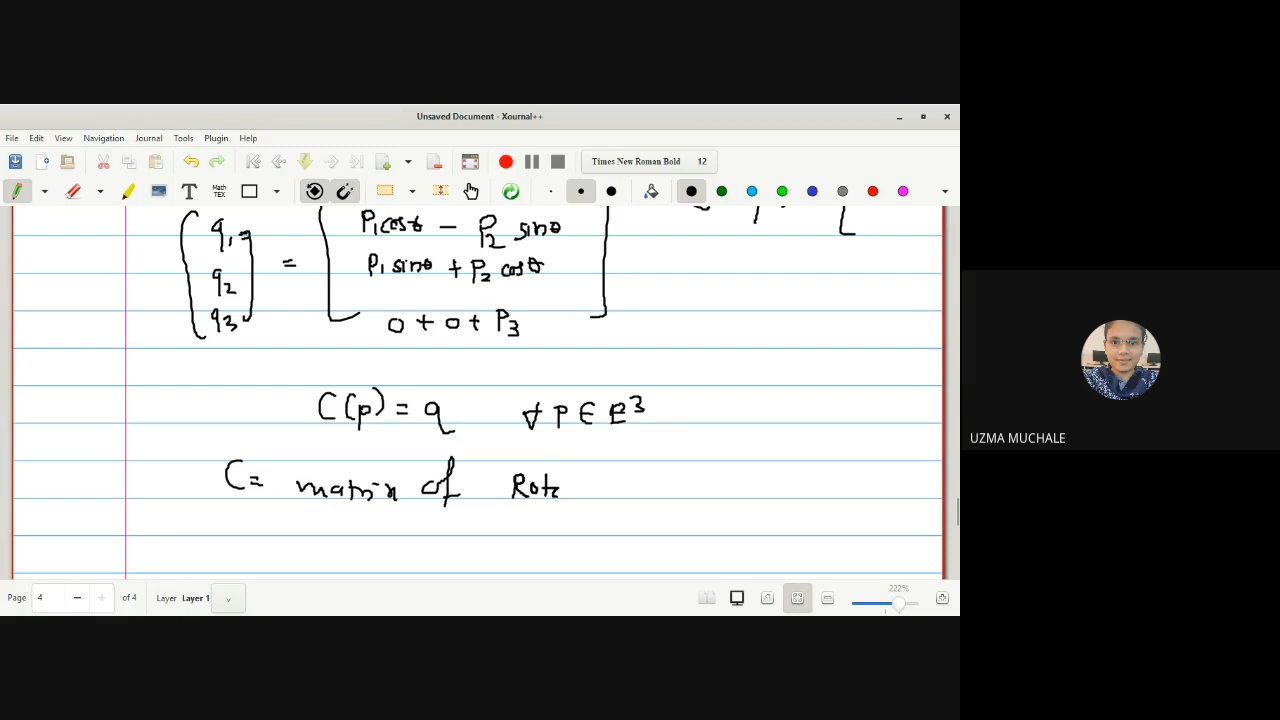 Unsaved Document - Xournal++
File Edit View Navigation Journal Tools Plugin Help
Times New Roman Bold 12
P₁cosθ - P₂ sinθ
q₁
=
P₁ sinθ + P₂ cosθ
q₂
q₃
0 + 0 + P₃
C(p) = q ∀ P ∈ E³
C = matrix of Rota
UZMA MUCHALE
Page 4 of 4 Layer Layer 1
222%